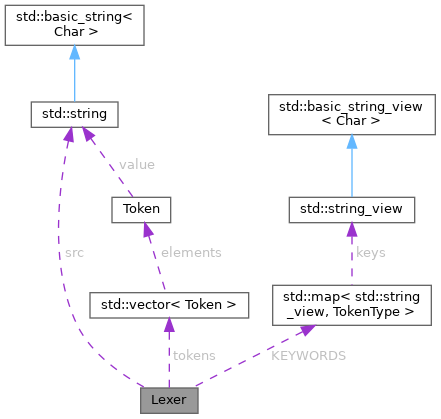 std::basic_string<
Char >
std::string
std::basic_string_view
< Char >
value
Token
std::string_view
src
elements
keys
std::vector< Token >
std::map< std::string
_view, TokenType >
tokens
KEYWORDS
Lexer